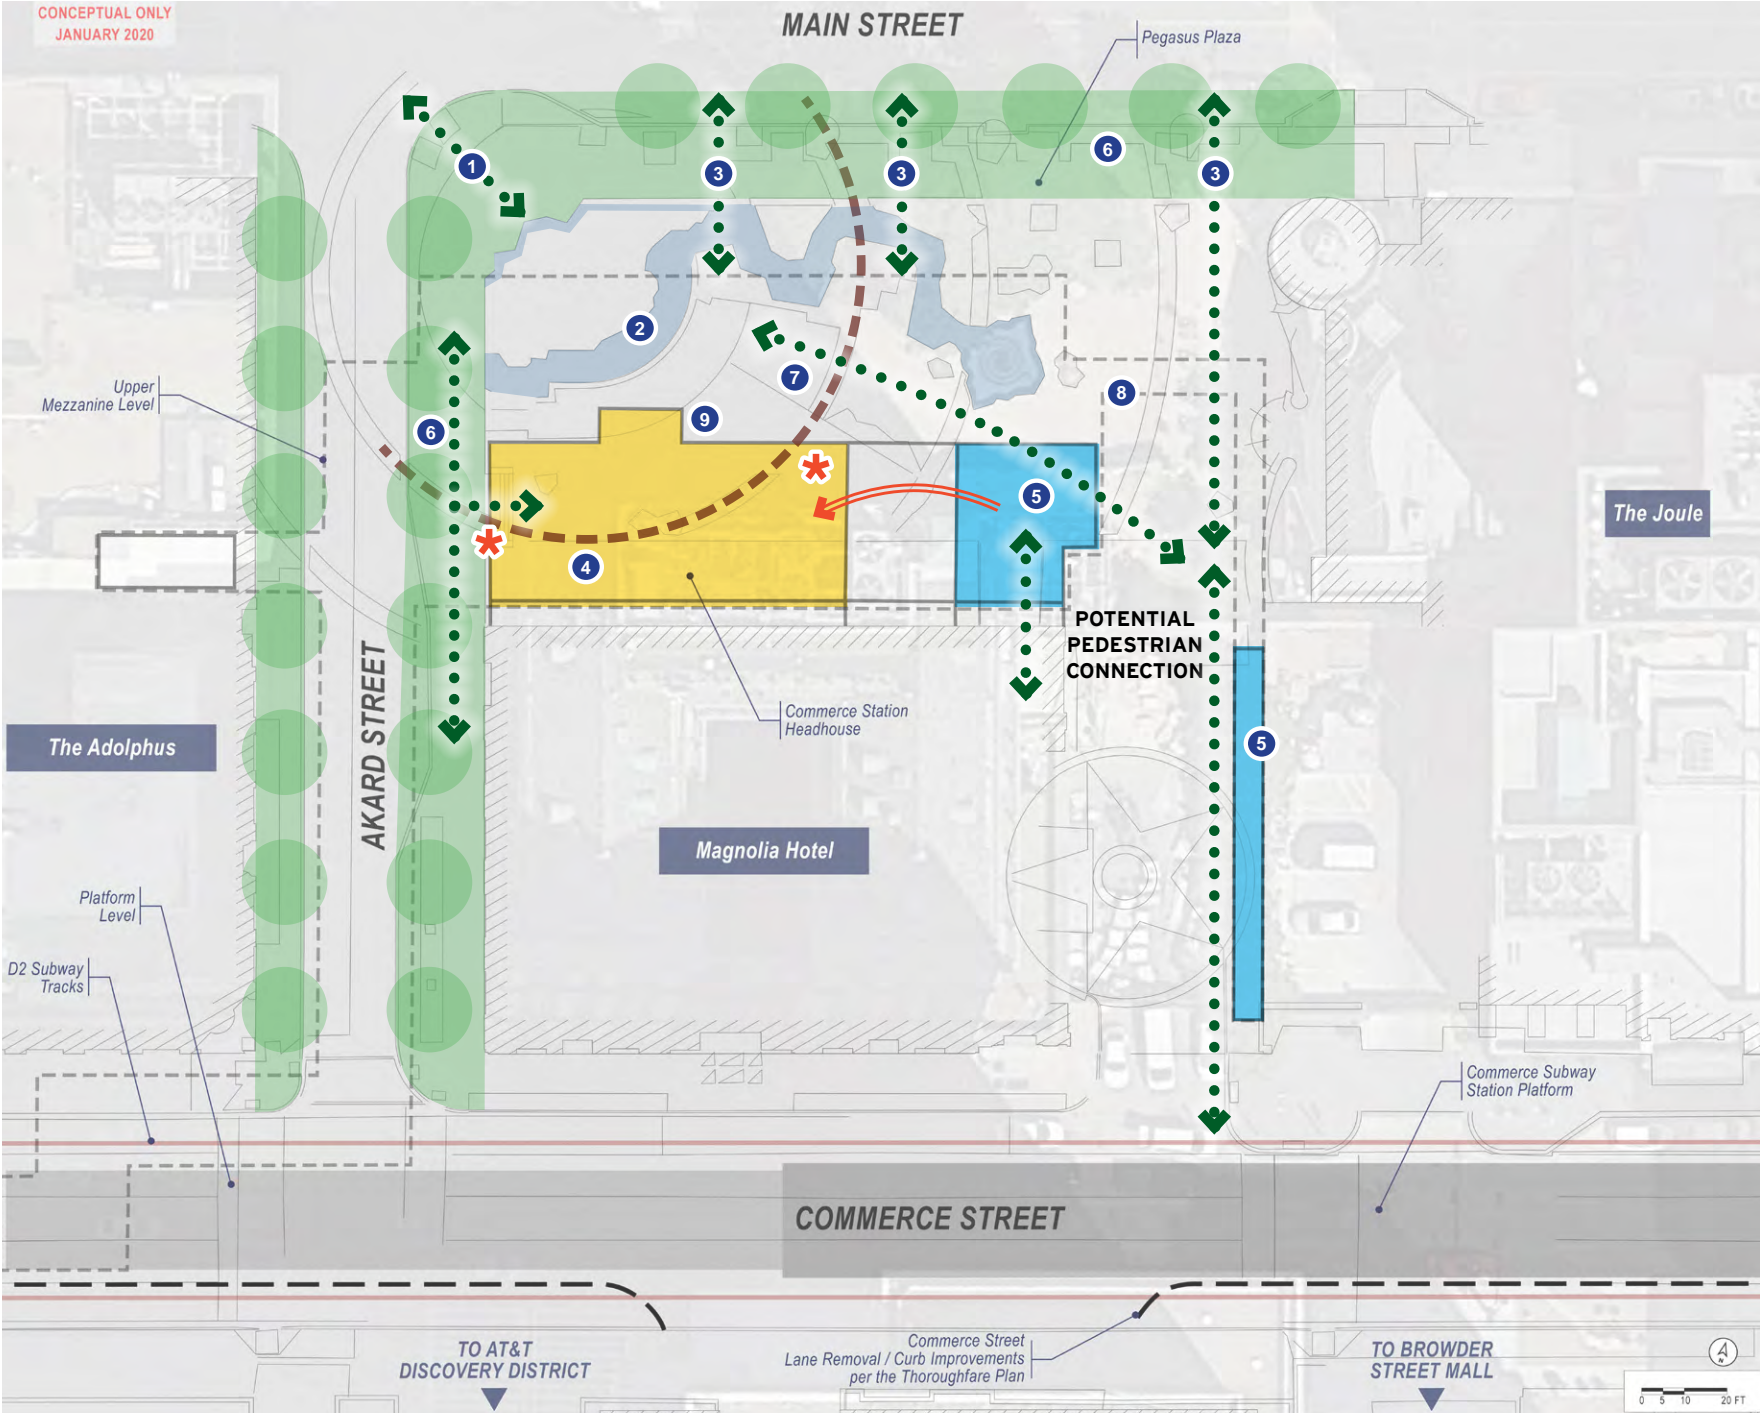 CONCEPTUAL ONLY
JANUARY 2020
MAIN STREET
Pegasus Plaza
1
3
3
6
3
2
7
8
Upper
Mezzanine Level
6
9
5
The Joule
4
POTENTIAL
PEDESTRIAN
CONNECTION
AKARD STREET
Commerce Station
Headhouse
The Adolphus
5
Magnolia Hotel
Platform
Level
D2 Subway
Tracks
Commerce Subway
Station Platform
COMMERCE STREET
TO AT&T
DISCOVERY DISTRICT
Commerce Street
Lane Removal / Curb Improvements
per the Thoroughfare Plan
TO BROWDER
STREET MALL
N
0 5 10 20 FT